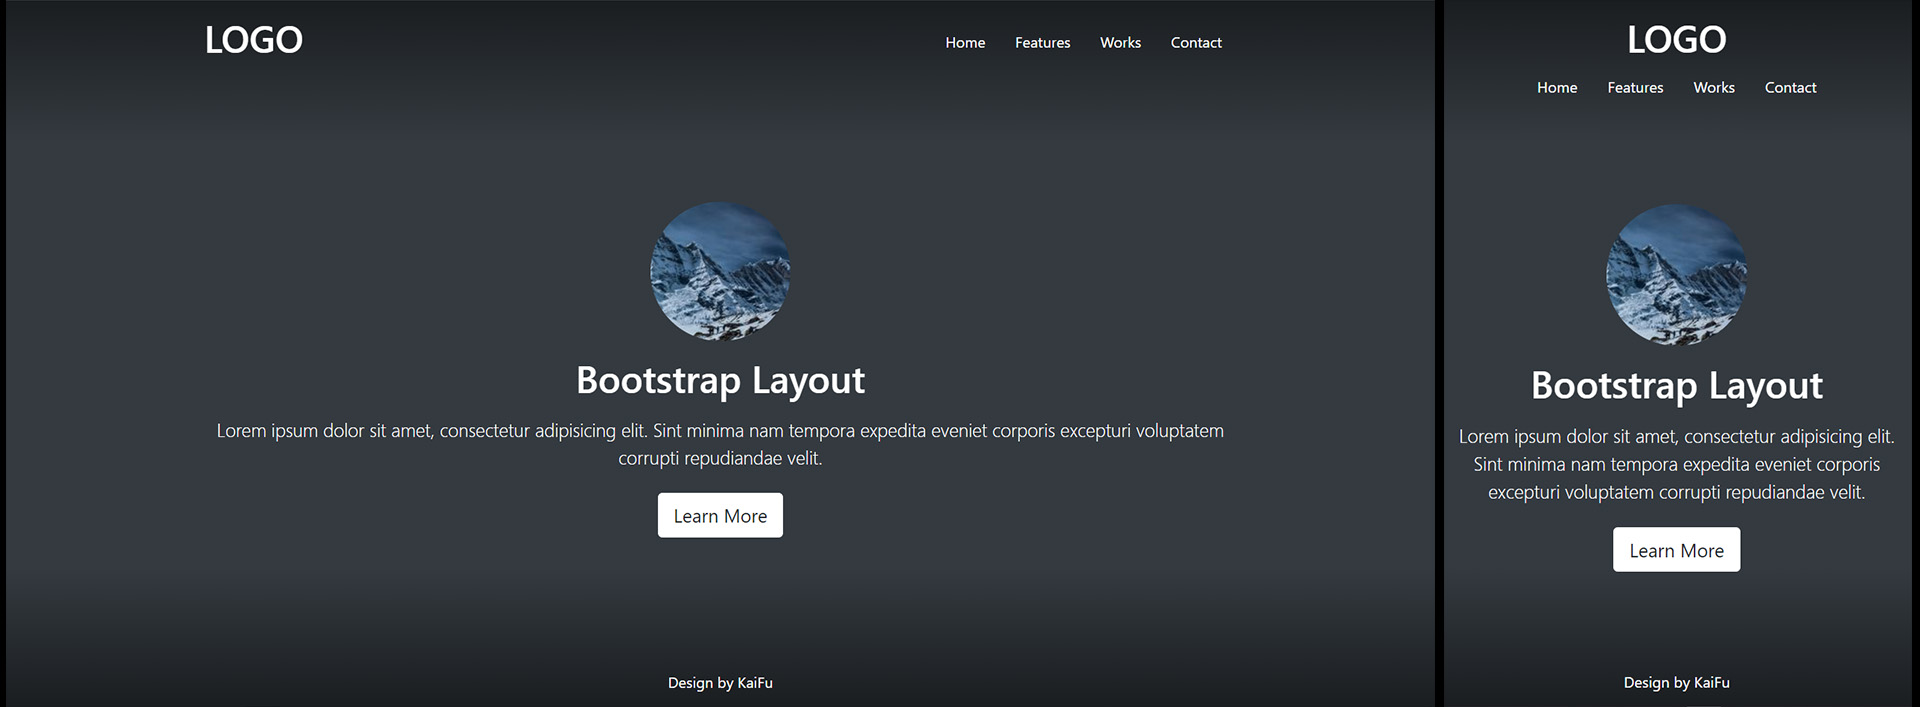 LOGO
Home Features Works Contact
Bootstrap Layout
Lorem ipsum dolor sit amet, consectetur adipisicing elit. Sint minima nam tempora expedita eveniet corporis excepturi voluptatem
corrupti repudiandae velit.
Learn More
Design by KaiFu
LOGO
Home Features Works Contact
Bootstrap Layout
Lorem ipsum dolor sit amet, consectetur adipisicing elit.
Sint minima nam tempora expedita eveniet corporis
excepturi voluptatem corrupti repudiandae velit.
Learn More
Design by KaiFu